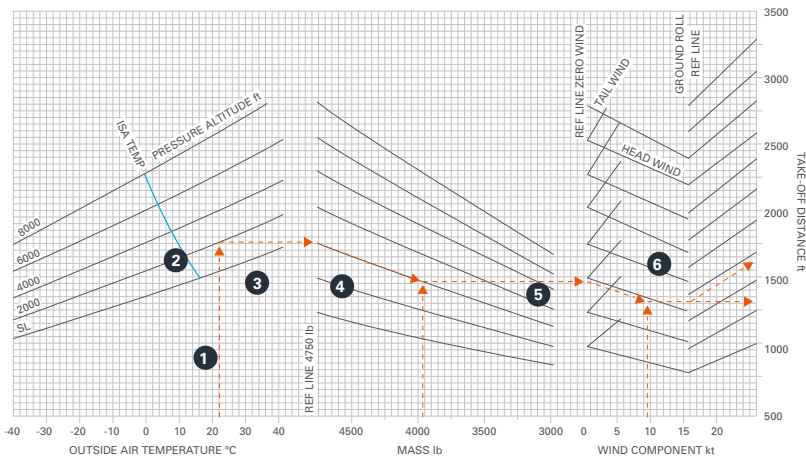 3500
3000
2500
2000
1500
1000
500
TAKE-OFF DISTANCE ft
REF LINE ZERO WIND
TAIL WIND
HEAD WIND
GROUND ROLL
REF LINE
ISA TEMP
PRESSURE ALTITUDE ft
8000
6000
4000
2000
SL
1
2
3
4
5
6
REF LINE 4750 lb
-40 -30 -20 -10 0 10 20 30 40 4500 4000 3500 3000 0 5 10 15 20
OUTSIDE AIR TEMPERATURE °C MASS lb WIND COMPONENT kt